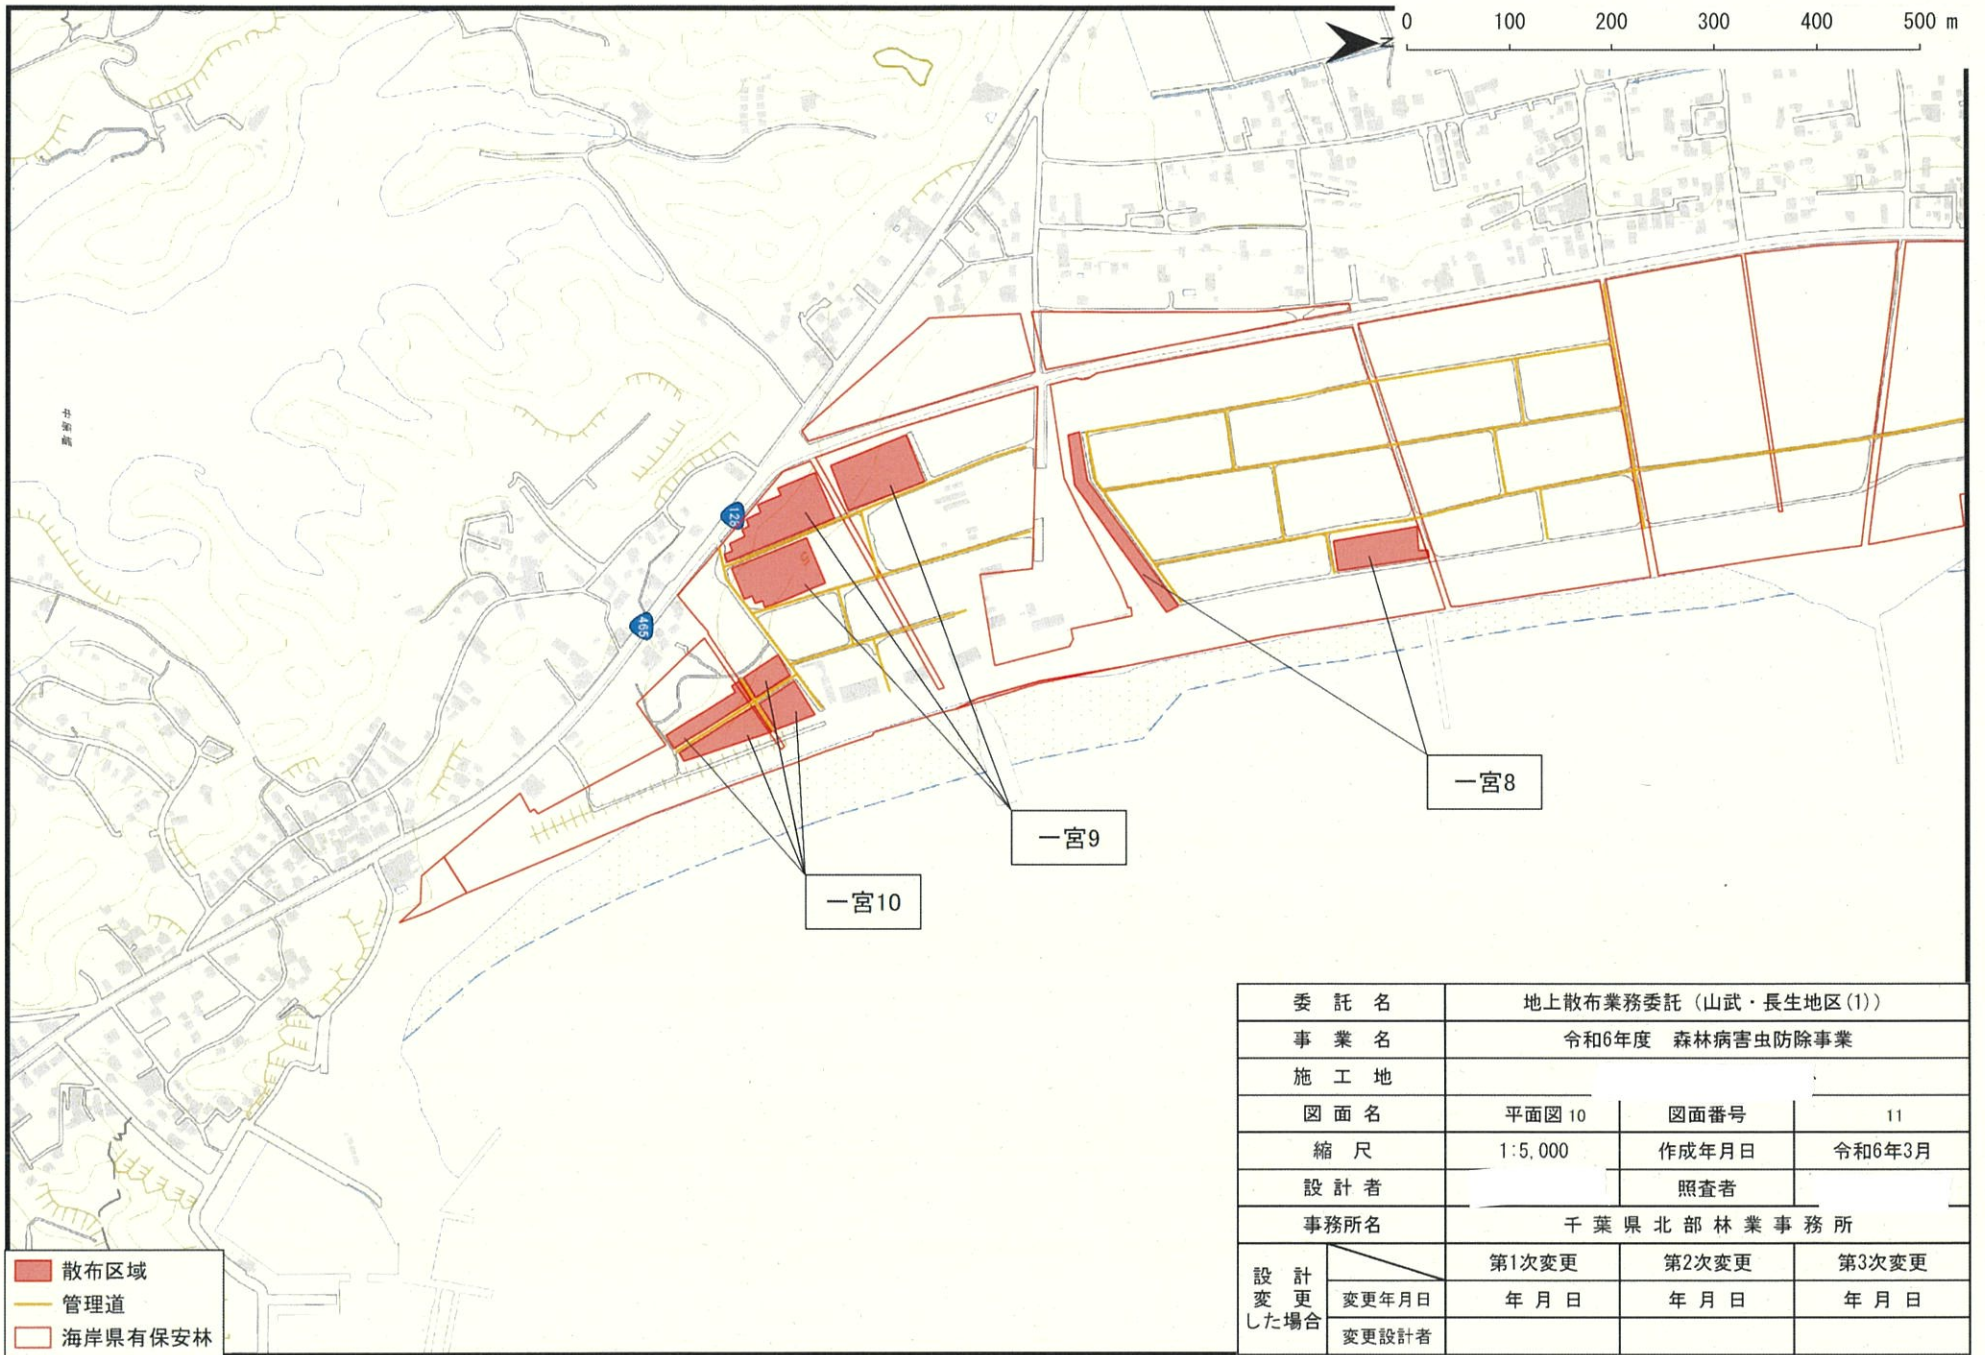 0 100 200 300 400 500 m
N
128
465
一宮8
一宮9
一宮10
委託名 地上散布業務委託（山武・長生地区(1)）
事業名 令和6年度 森林病害虫防除事業
施工地
図面名 平面図 10 図面番号 11
縮尺 1:5,000 作成年月日 令和6年3月
設計者 照査者
事務所名 千葉県北部林業事務所
設計変更した場合 第1次変更 第2次変更 第3次変更
変更年月日 年 月 日 年 月 日 年 月 日
変更設計者
散布区域
管理道
海岸県有保安林